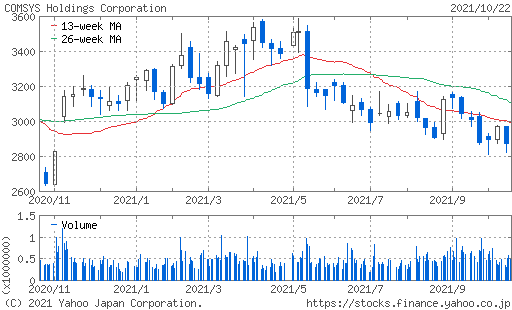 COMSYS Holdings Corporation 2021/10/22
3600
13-week MA
26-week MA
3400
3200
3000
2800
2600
2020/11 2021/1 2021/3 2021/5 2021/7 2021/9
1.5
Volume
1
0.5
0
(x1000000)
2020/11 2021/1 2021/3 2021/5 2021/7 2021/9
(C) 2021 Yahoo Japan Corporation. https://stocks.finance.yahoo.co.jp/